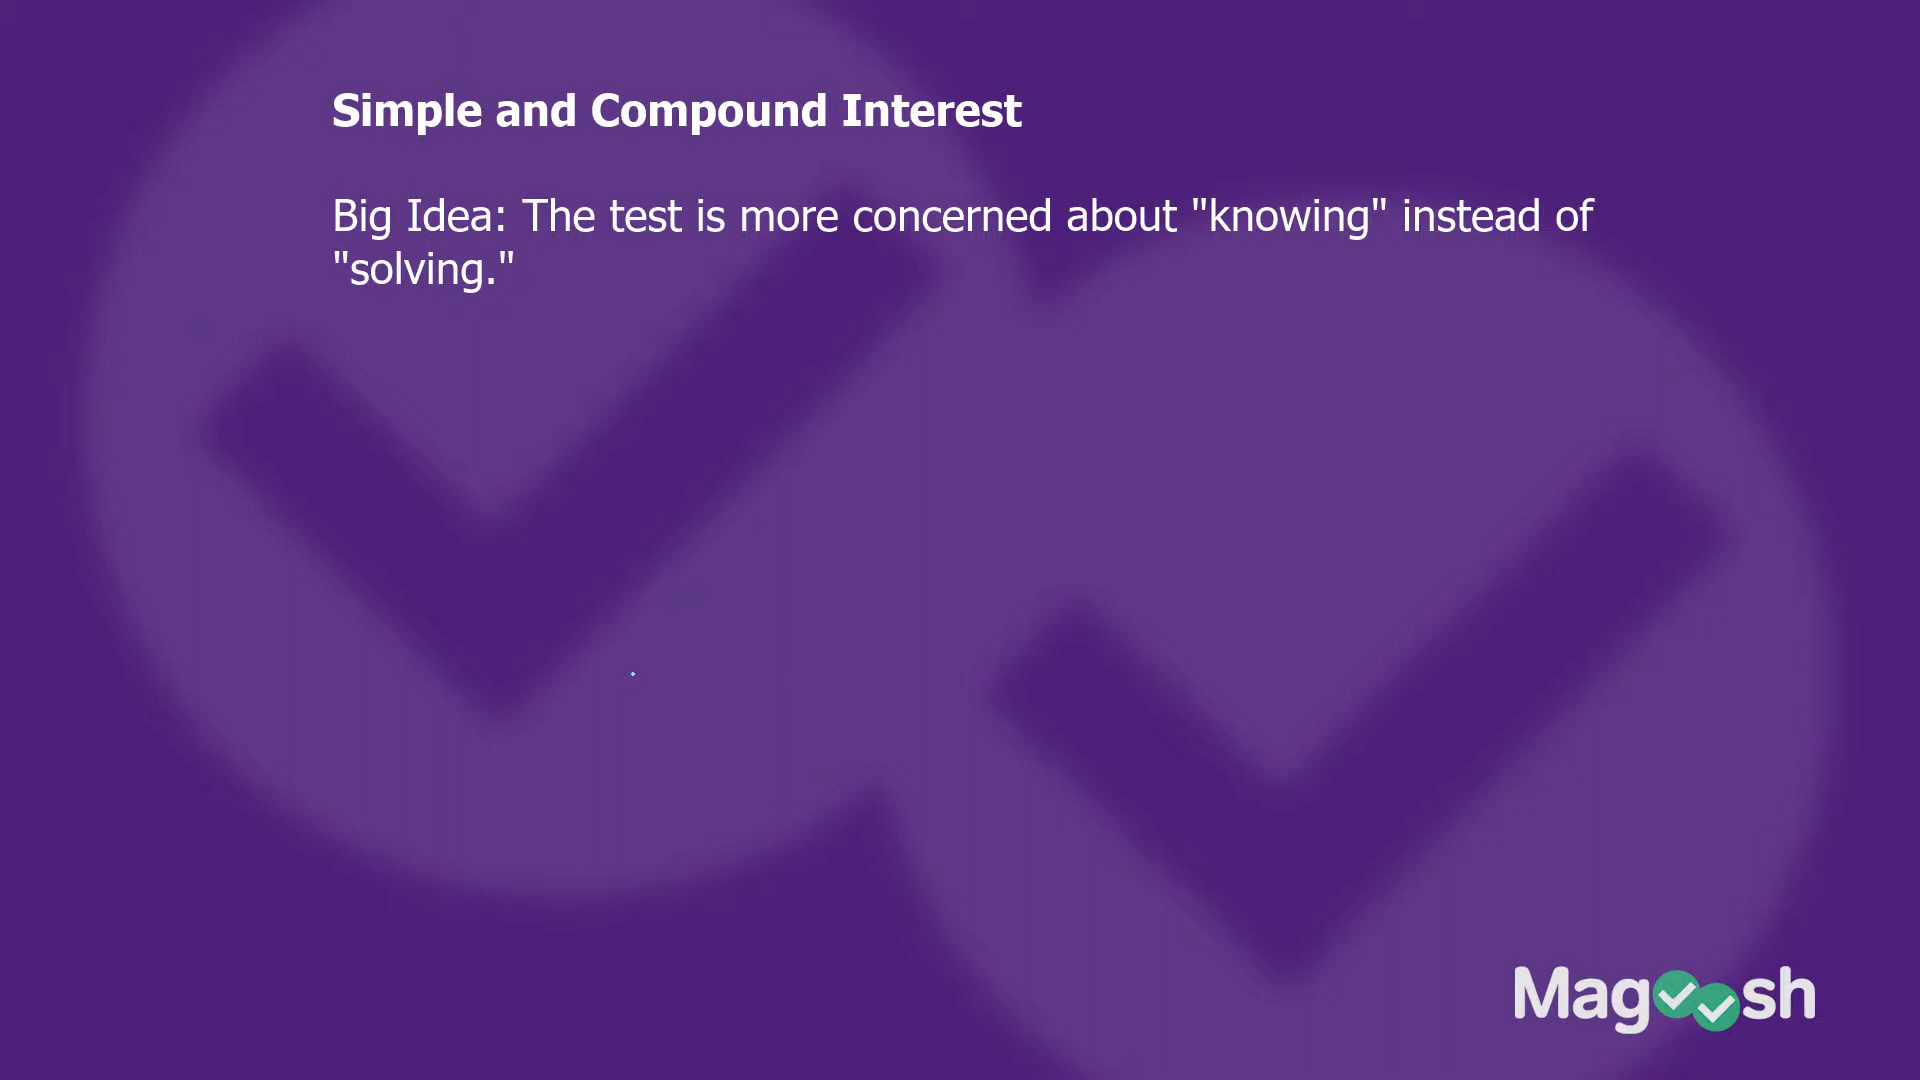 Simple and Compound Interest
Big Idea: The test is more concerned about "knowing" instead of
"solving."
Magoosh